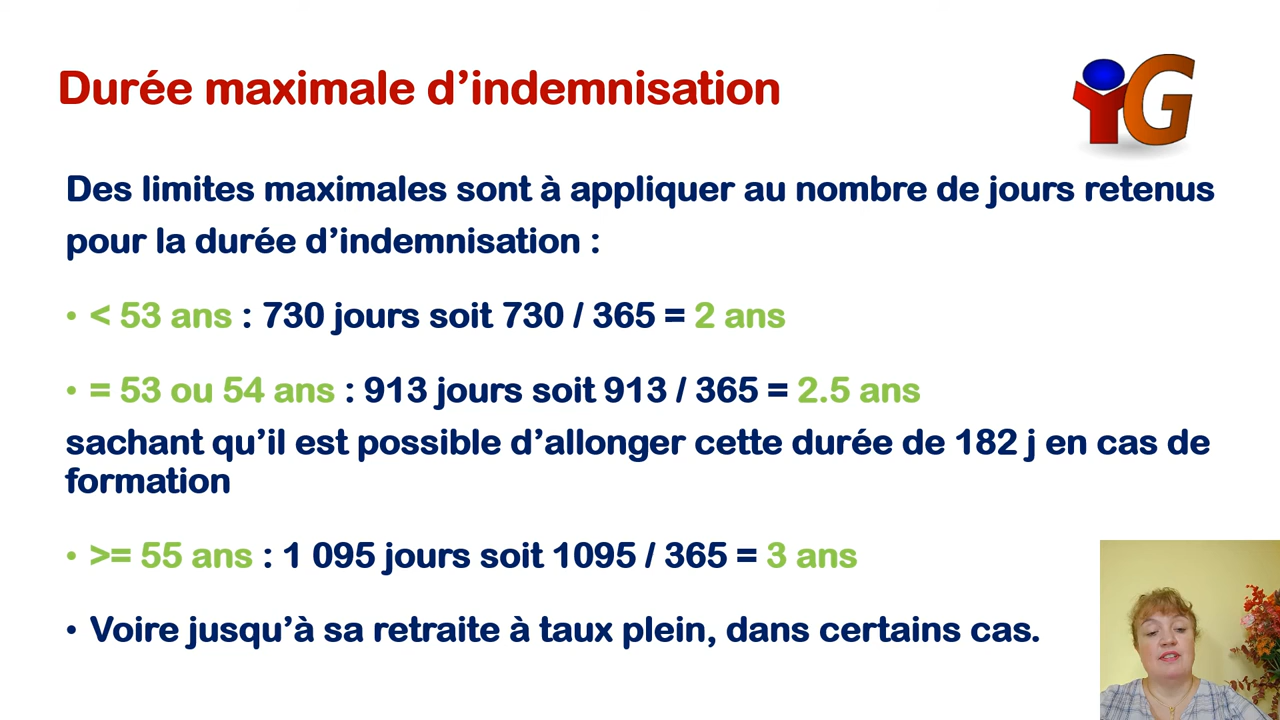 Durée maximale d’indemnisation
YG
Des limites maximales sont à appliquer au nombre de jours retenus
pour la durée d’indemnisation :
• < 53 ans : 730 jours soit 730 / 365 = 2 ans
• = 53 ou 54 ans : 913 jours soit 913 / 365 = 2.5 ans
sachant qu’il est possible d’allonger cette durée de 182 j en cas de
formation
• >= 55 ans : 1 095 jours soit 1095 / 365 = 3 ans
• Voire jusqu’à sa retraite à taux plein, dans certains cas.